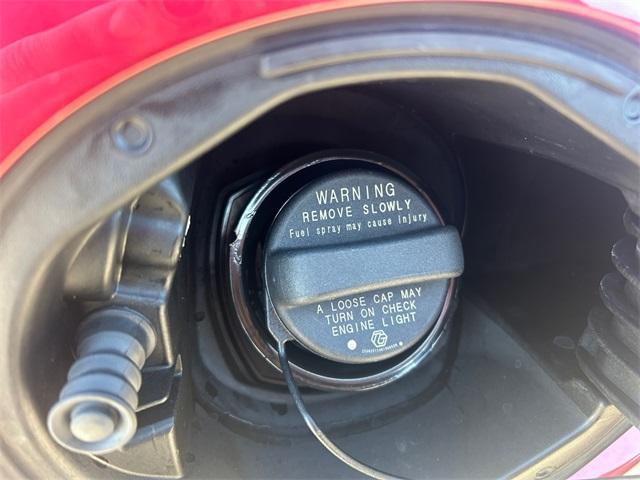 WARNING
REMOVE SLOWLY
Fuel spray may cause injury
A LOOSE CAP MAY
TURN ON CHECK
ENGINE LIGHT